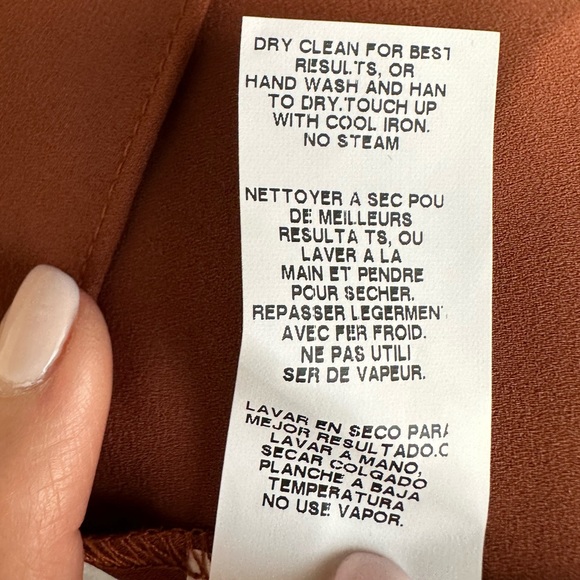 DRY CLEAN FOR BEST
RESULTS, OR
HAND WASH AND HAN
TO DRY.TOUCH UP
WITH COOL IRON.
NO STEAM
NETTOYER A SEC POU
DE MEILLEURS
RESULTA TS, OU
LAVER A LA
MAIN ET PENDRE
POUR SECHER.
REPASSER LEGERMEN
AVEC FER FROID.
NE PAS UTILI
SER DE VAPEUR.
LAVAR EN SECO PARA
MEJOR RESULTADO.O
LAVAR A MANO,
SECAR COLGADO
PLANCHE A BAJA
TEMPERATURA
NO USE VAPOR.